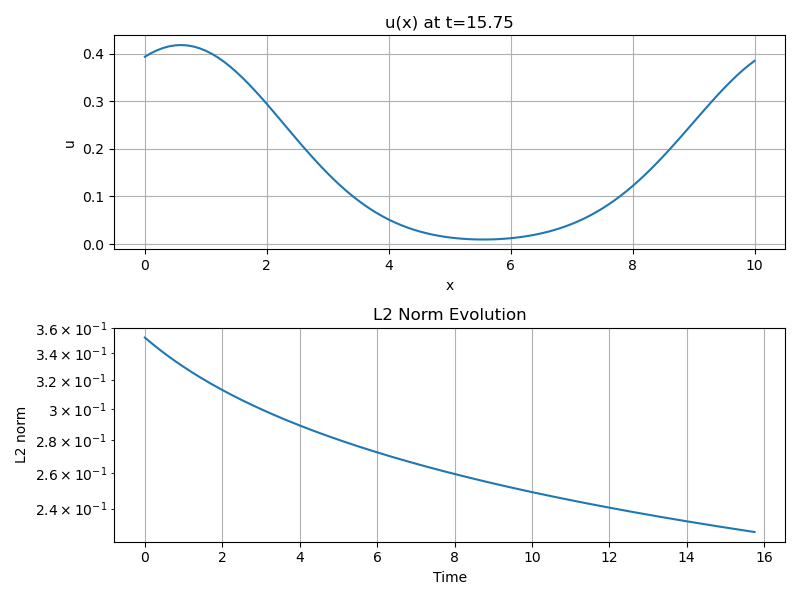 u(x) at t=15.75
u
0.4
0.3
0.2
0.1
0.0
0 2 4 6 8 10
x
L2 Norm Evolution
L2 norm
3.6 × 10⁻¹
3.4 × 10⁻¹
3.2 × 10⁻¹
3 × 10⁻¹
2.8 × 10⁻¹
2.6 × 10⁻¹
2.4 × 10⁻¹
0 2 4 6 8 10 12 14 16
Time